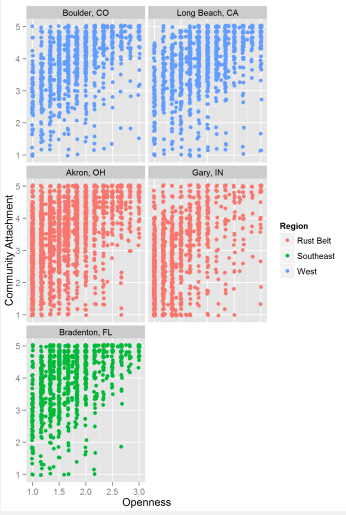 Boulder, CO
Long Beach, CA
5
4
3
2
1
Akron, OH
Gary, IN
5
4
3
2
1
Community Attachment
Region
Rust Belt
Southeast
West
Bradenton, FL
5
4
3
2
1
1.0 1.5 2.0 2.5 3.0
Openness